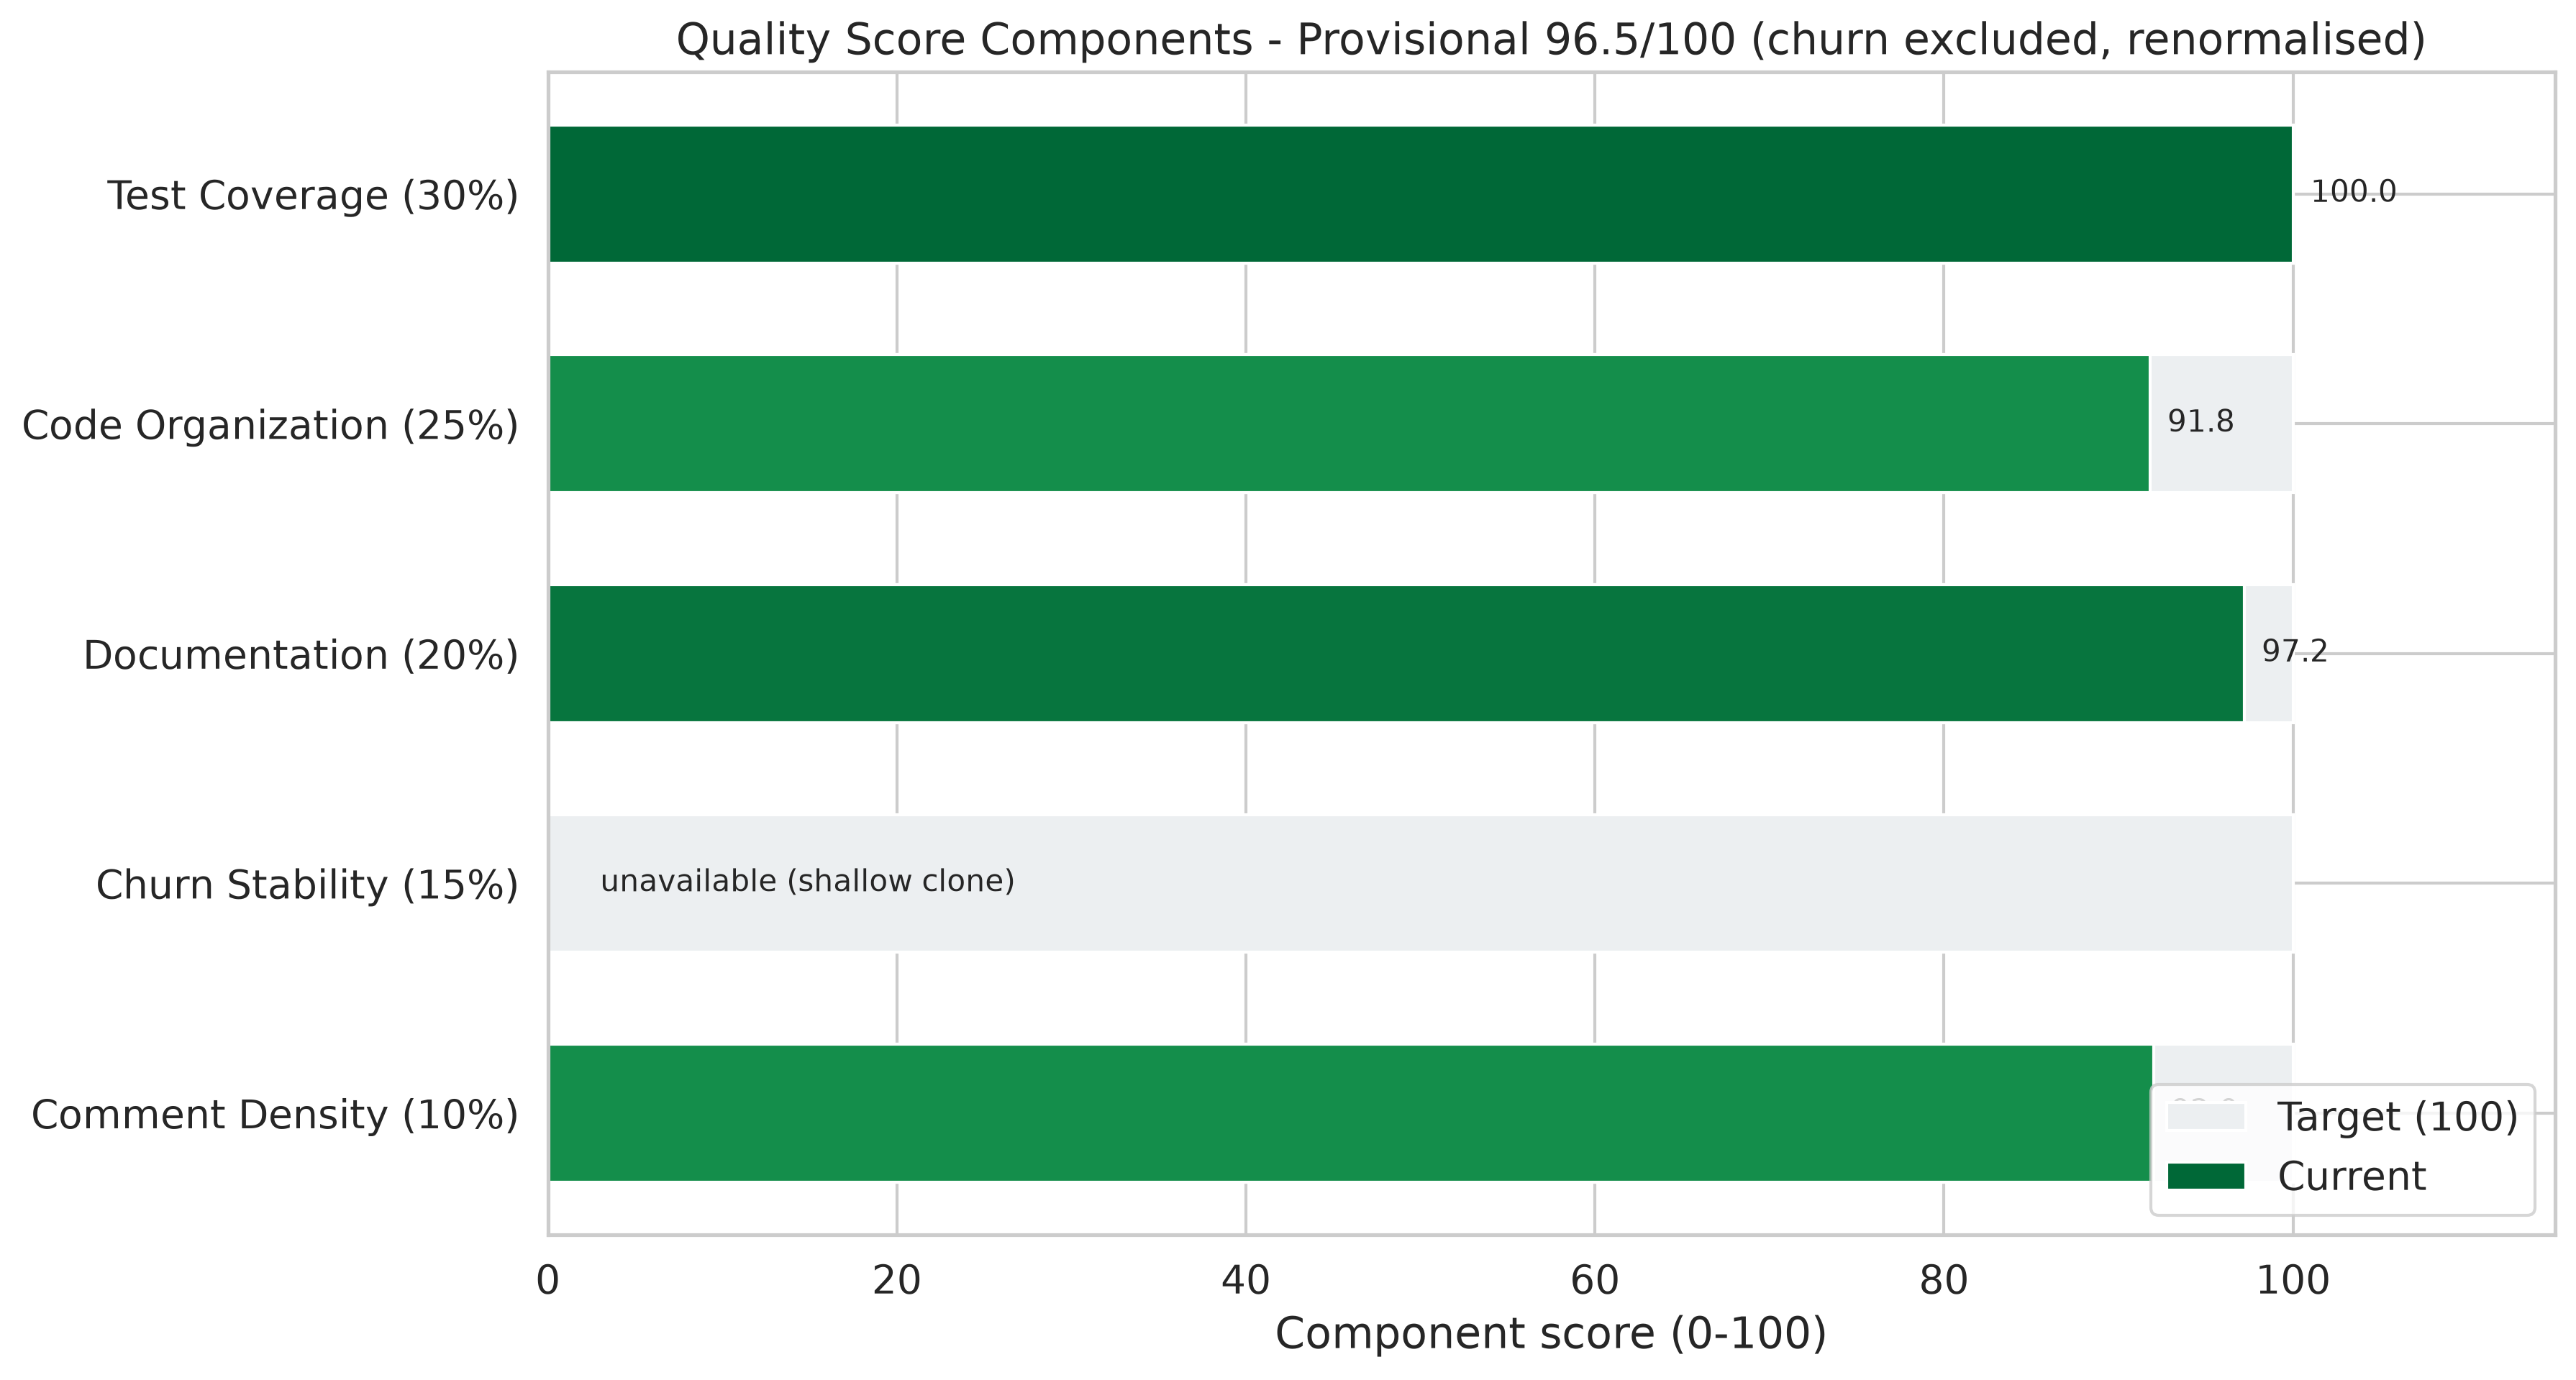 Quality Score Components - Provisional 96.5/100 (churn excluded, renormalised)
Test Coverage (30%)
100.0
Code Organization (25%)
91.8
Documentation (20%)
97.2
Churn Stability (15%)
unavailable (shallow clone)
Comment Density (10%)
Target (100)
Current
0 20 40 60 80 100
Component score (0-100)